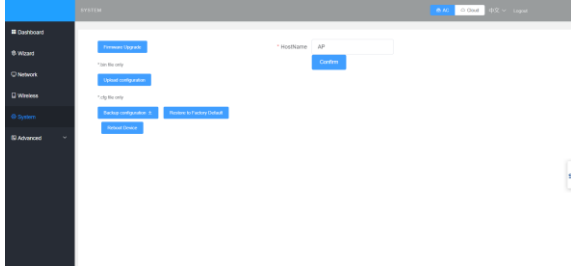 SYSTEM
AC
Cloud
中文
Logout
Dashboard
Wizard
Network
Wireless
System
Advanced
Firmware Upgrade
*bin file only
Upload configuration
*cfg file only
Backup configuration
Restore to Factory Default
Reboot Device
* HostName AP
Confirm